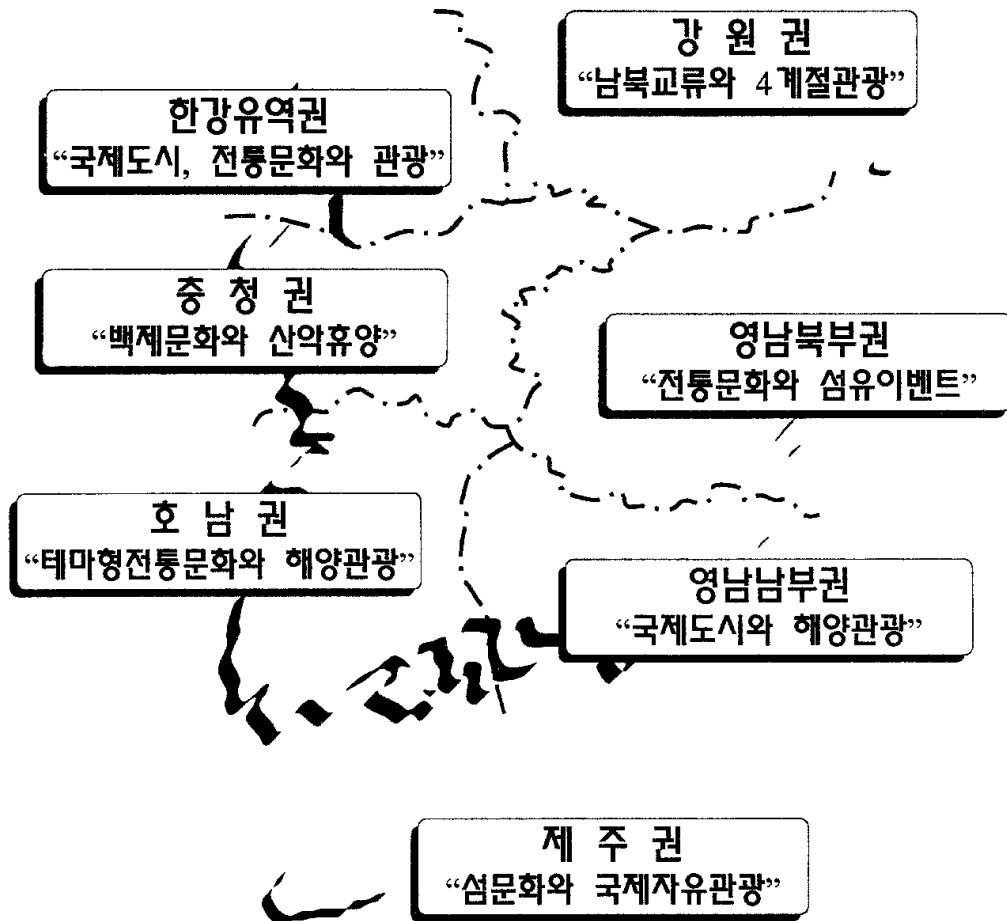 강 원 권
“남북교류와 4계절관광”
한강유역권
“국제도시, 전통문화와 관광”
충 청 권
“백제문화와 산악휴양”
영남북부권
“전통문화와 섬유이벤트”
호 남 권
“테마형전통문화와 해양관광”
영남남부권
“국제도시와 해양관광”
제 주 권
“섬문화와 국제자유관광”